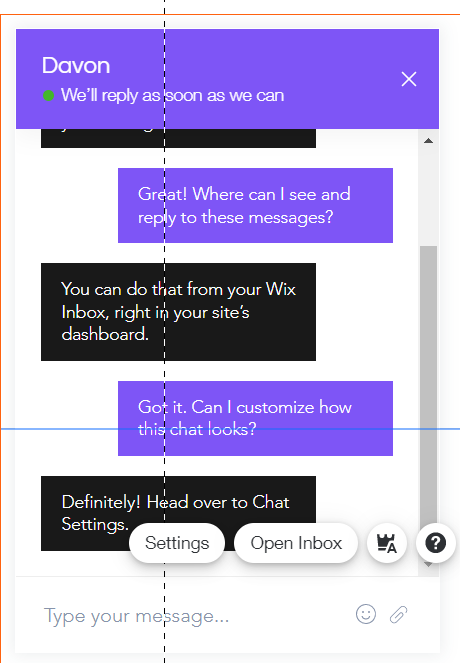 Davon
We'll reply as soon as we can
Great! Where can I see and
reply to these messages?
You can do that from your Wix
Inbox, right in your site's
dashboard.
Got it. Can I customize how
this chat looks?
Definitely! Head over to Chat
Settings.
Settings
Open Inbox
A
?
Type your message...